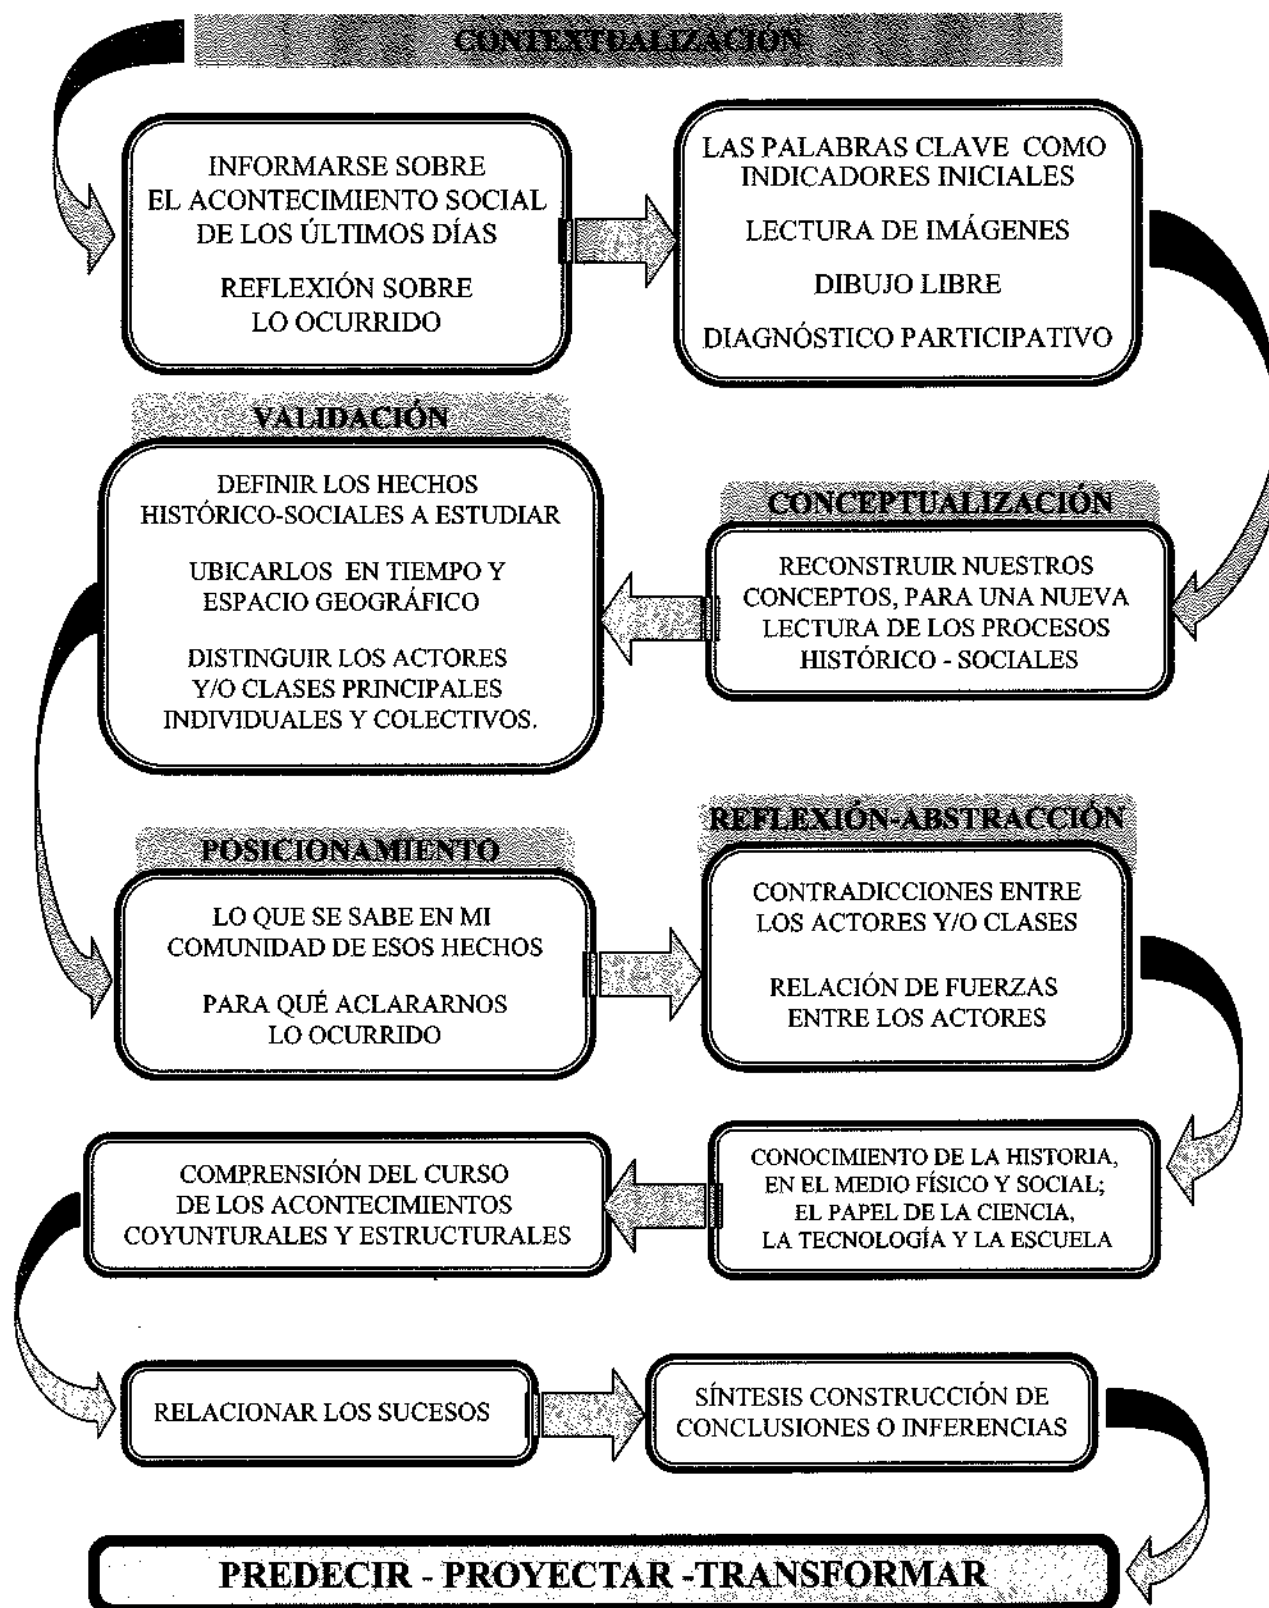 CONTEXTUALIZACIÓN
INFORMARSE SOBRE
EL ACONTECIMIENTO SOCIAL
DE LOS ÚLTIMOS DÍAS
REFLEXIÓN SOBRE
LO OCURRIDO
LAS PALABRAS CLAVE COMO
INDICADORES INICIALES
LECTURA DE IMÁGENES
DIBUJO LIBRE
DIAGNÓSTICO PARTICIPATIVO
CONCEPTUALIZACIÓN
RECONSTRUIR NUESTROS
CONCEPTOS, PARA UNA NUEVA
LECTURA DE LOS PROCESOS
HISTÓRICO - SOCIALES
VALIDACIÓN
DEFINIR LOS HECHOS
HISTÓRICO-SOCIALES A ESTUDIAR
UBICARLOS EN TIEMPO Y
ESPACIO GEOGRÁFICO
DISTINGUIR LOS ACTORES
Y/O CLASES PRINCIPALES
INDIVIDUALES Y COLECTIVOS.
POSICIONAMIENTO
LO QUE SE SABE EN MI
COMUNIDAD DE ESOS HECHOS
PARA QUÉ ACLARARNOS
LO OCURRIDO
REFLEXIÓN-ABSTRACCIÓN
CONTRADICCIONES ENTRE
LOS ACTORES Y/O CLASES
RELACIÓN DE FUERZAS
ENTRE LOS ACTORES
CONOCIMIENTO DE LA HISTORIA,
EN EL MEDIO FÍSICO Y SOCIAL;
EL PAPEL DE LA CIENCIA,
LA TECNOLOGÍA Y LA ESCUELA
COMPRENSIÓN DEL CURSO
DE LOS ACONTECIMIENTOS
COYUNTURALES Y ESTRUCTURALES
RELACIONAR LOS SUCESOS
SÍNTESIS CONSTRUCCIÓN DE
CONCLUSIONES O INFERENCIAS
PREDECIR - PROYECTAR -TRANSFORMAR